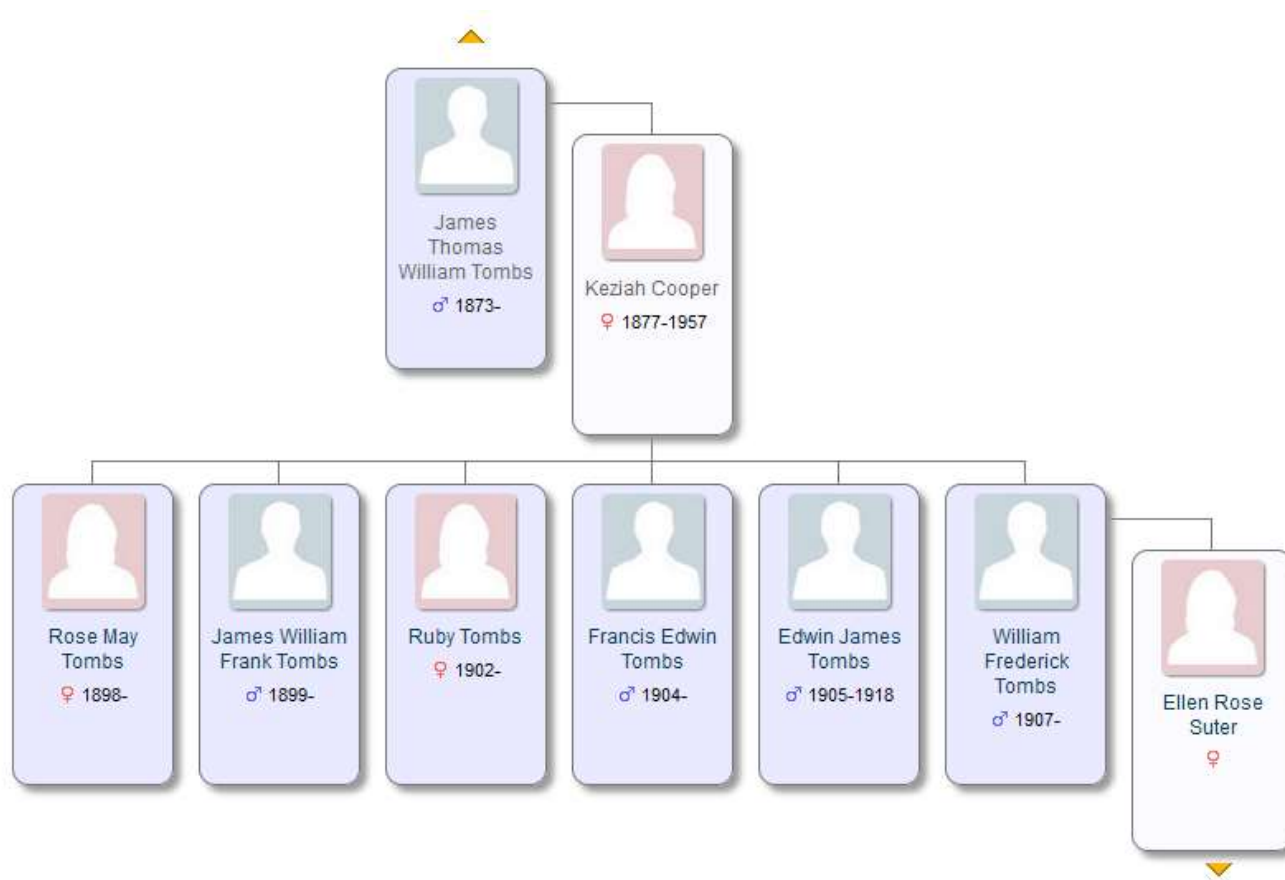 James
Thomas
William Tombs
♂ 1873-
Keziah Cooper
♀ 1877-1957
Rose May
Tombs
♀ 1898-
James William
Frank Tombs
♂ 1899-
Ruby Tombs
♀ 1902-
Francis Edwin
Tombs
♂ 1904-
Edwin James
Tombs
♂ 1905-1918
William
Frederick
Tombs
♂ 1907-
Ellen Rose
Suter
♀